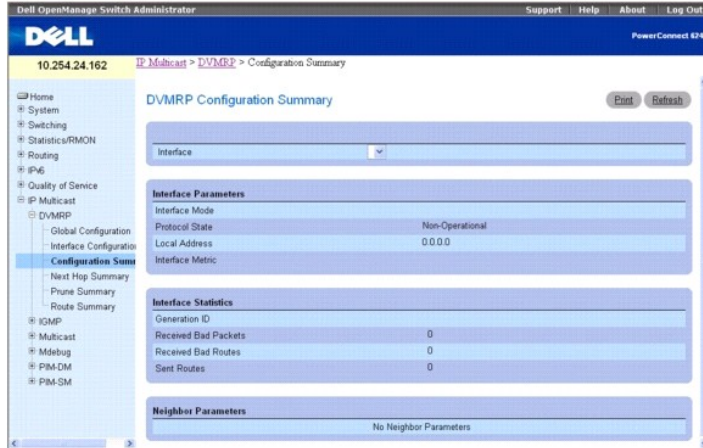 Dell OpenManage Switch Administrator
Support Help About Log Out
DELL
PowerConnect 624
10.254.24.162
IP Multicast > DVMRP > Configuration Summary
Home
System
Switching
Statistics/RMON
Routing
IPv6
Quality of Service
IP Multicast
DVMRP
Global Configuration
Interface Configuration
Configuration Summ
Next Hop Summary
Prune Summary
Route Summary
IGMP
Multicast
Mdebug
PIM-DM
PIM-SM
DVMRP Configuration Summary
Print Refresh
Interface
Interface Parameters
Interface Mode
Protocol State Non-Operational
Local Address 0.0.0.0
Interface Metric
Interface Statistics
Generation ID
Received Bad Packets 0
Received Bad Routes 0
Sent Routes 0
Neighbor Parameters
No Neighbor Parameters